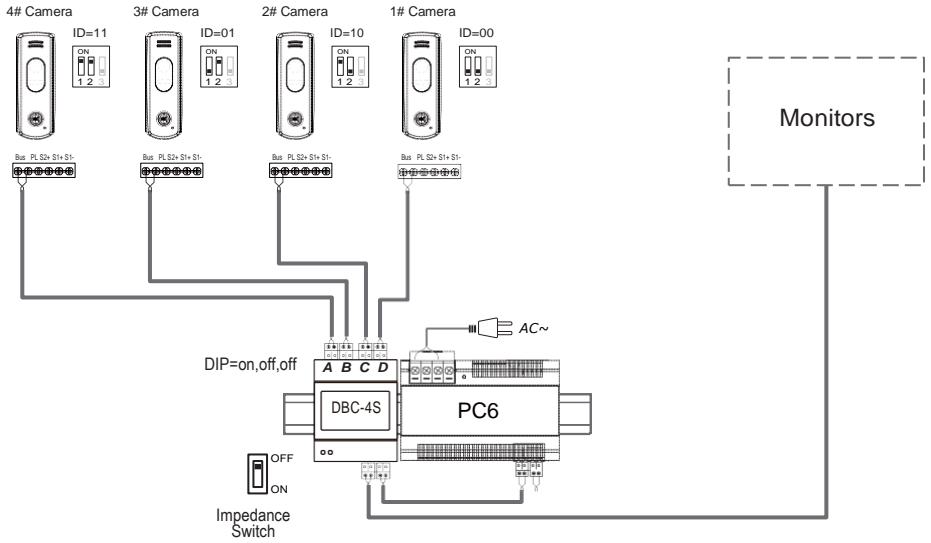 4# Camera
3# Camera
2# Camera
1# Camera
ID=11
ID=01
ID=10
ID=00
ON
1 2 3
ON
1 2 3
ON
1 2 3
ON
1 2 3
Monitors
Bus PL S2+ S1+ S1-
Bus PL S2+ S1+ S1-
Bus PL S2+ S1+ S1-
Bus PL S2+ S1+ S1-
AC~
DIP=on,off,off
A B C D
DBC-4S
PC6
OFF
ON
Impedance
Switch